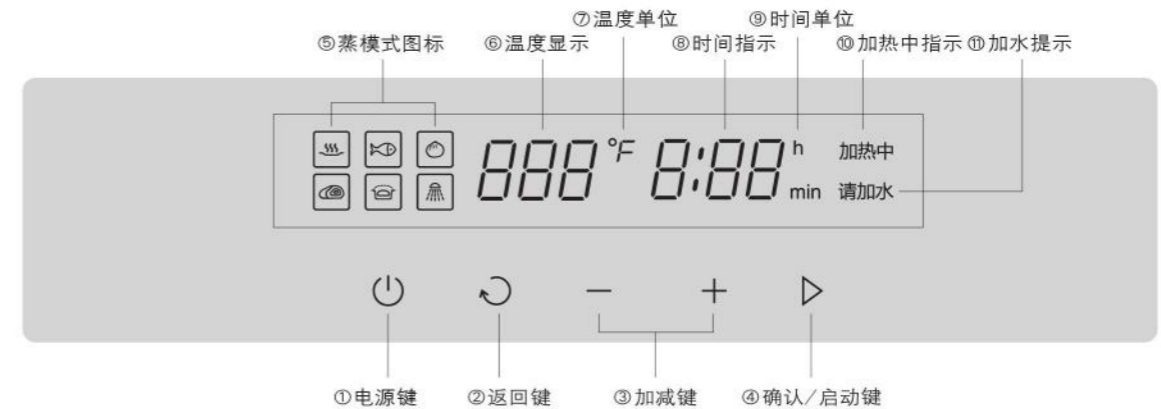 ⑦温度单位 ⑨时间单位
⑤蒸模式图标 ⑥温度显示 ⑧时间指示 ⑩加热中指示 ⑪加水提示
888 °F 8:88 h 加热中
min 请加水
①电源键 ②返回键 ③加减键 ④确认/启动键